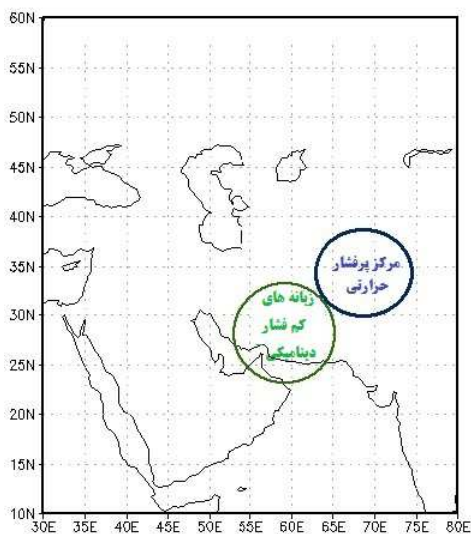 60N
55N
50N
45N
40N
مرکز پرفشار
35N
حرارتی
زبانه های
30N
کم فشار
دینامیکی
25N
20N
15N
10N
30E 35E 40E 45E 50E 55E 60E 65E 70E 75E 80E